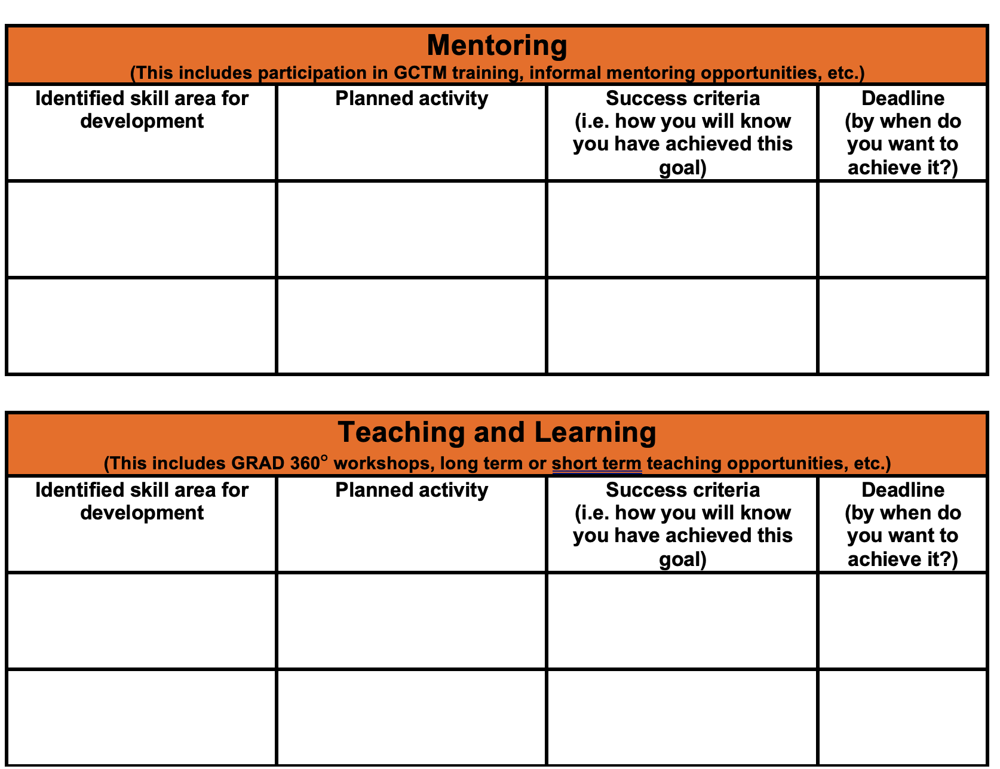 Mentoring
(This includes participation in GCTM training, informal mentoring opportunities, etc.)
Identified skill area for
development
Planned activity
Success criteria
(i.e. how you will know
you have achieved this
goal)
Deadline
(by when do
you want to
achieve it?)
Teaching and Learning
(This includes GRAD 360° workshops, long term or short term teaching opportunities, etc.)
Identified skill area for
development
Planned activity
Success criteria
(i.e. how you will know
you have achieved this
goal)
Deadline
(by when do
you want to
achieve it?)